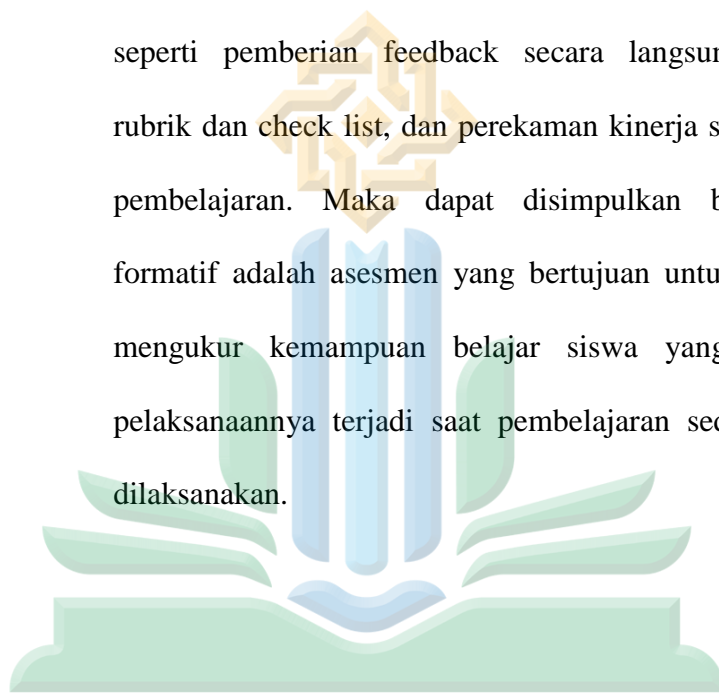 seperti pemberian feedback secara langsun
rubrik dan check list, dan perekaman kinerja s
pembelajaran. Maka dapat disimpulkan b
formatif adalah asesmen yang bertujuan untu
mengukur kemampuan belajar siswa yang
pelaksanaannya terjadi saat pembelajaran sed
dilaksanakan.